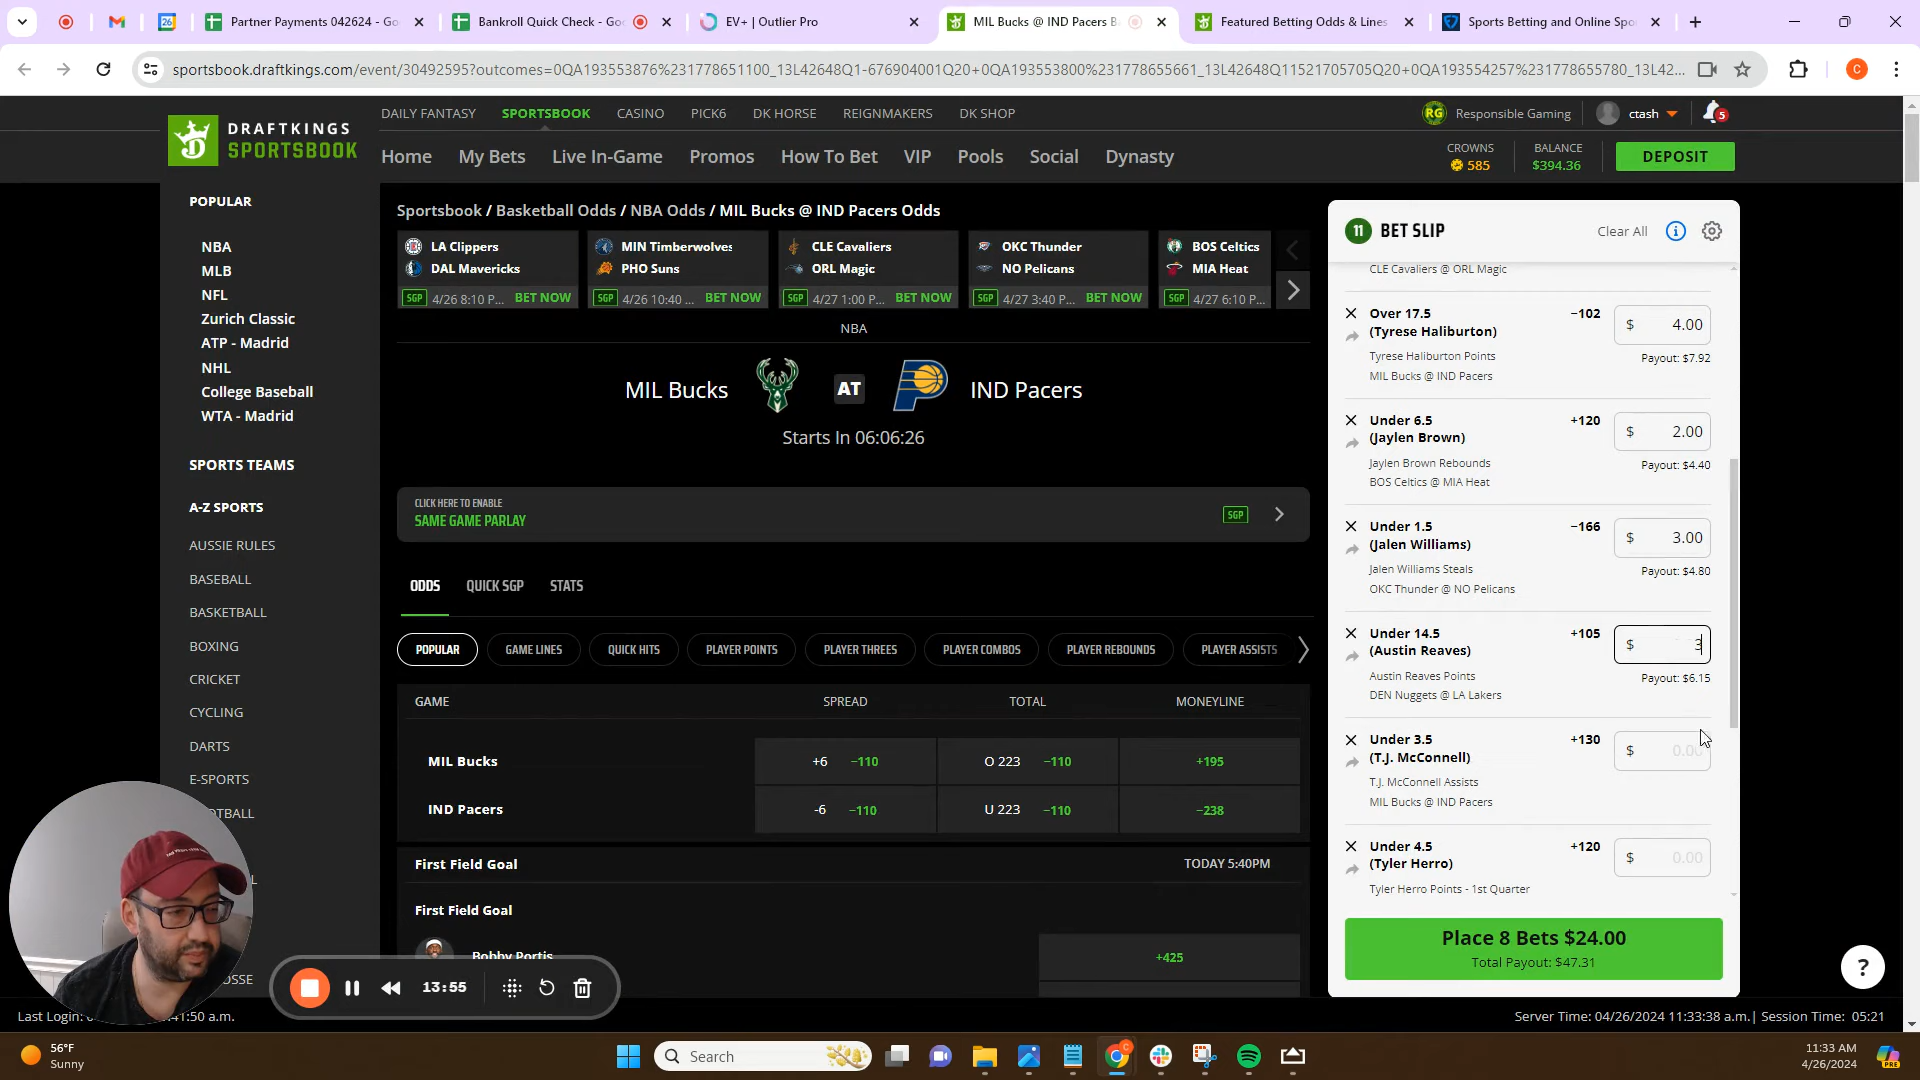 26
Partner Payments 042624 - Go
Bankroll Quick Check - Goo
EV+ | Outlier Pro
MIL Bucks @ IND Pacers B
Featured Betting Odds & Lines
Sports Betting and Online Spo
sportsbook.draftkings.com/event/30492595?outcomes=0QA193553876%231778651100_13L42648Q1-676904001Q20+0QA193553800%231778655661_13L42648Q11521705705Q20+0QA193554257%231778655780_13L42...
C
DRAFTKINGS
SPORTSBOOK
DAILY FANTASY SPORTSBOOK CASINO PICK6 DK HORSE REIGNMAKERS DK SHOP
RG Responsible Gaming ctash 5
Home My Bets Live In-Game Promos How To Bet VIP Pools Social Dynasty
CROWNS
585
BALANCE
$394.36
DEPOSIT
POPULAR
NBA
MLB
NFL
Zurich Classic
ATP - Madrid
NHL
College Baseball
WTA - Madrid
SPORTS TEAMS
A-Z SPORTS
AUSSIE RULES
BASEBALL
BASKETBALL
BOXING
CRICKET
CYCLING
DARTS
E-SPORTS
OOTBALL
L
OSSE
Sportsbook / Basketball Odds / NBA Odds / MIL Bucks @ IND Pacers Odds
LA Clippers
DAL Mavericks
SGP 4/26 8:10 P... BET NOW
MIN Timberwolves
PHO Suns
SGP 4/26 10:40 ... BET NOW
CLE Cavaliers
ORL Magic
SGP 4/27 1:00 P... BET NOW
OKC Thunder
NO Pelicans
SGP 4/27 3:40 P... BET NOW
BOS Celtics
MIA Heat
SGP 4/27 6:10 P...
NBA
MIL Bucks AT IND Pacers
Starts In 06:06:26
CLICK HERE TO ENABLE
SAME GAME PARLAY
SGP
ODDS QUICK SGP STATS
POPULAR GAME LINES QUICK HITS PLAYER POINTS PLAYER THREES PLAYER COMBOS PLAYER REBOUNDS PLAYER ASSISTS
GAME SPREAD TOTAL MONEYLINE
MIL Bucks +6 −110 O 223 −110 +195
IND Pacers -6 −110 U 223 −110 −238
First Field Goal TODAY 5:40PM
First Field Goal
Bobby Portis
+425
11 BET SLIP Clear All
CLE Cavaliers @ ORL Magic
Over 17.5 −102 $ 4.00
(Tyrese Haliburton)
Tyrese Haliburton Points Payout: $7.92
MIL Bucks @ IND Pacers
Under 6.5 +120 $ 2.00
(Jaylen Brown)
Jaylen Brown Rebounds Payout: $4.40
BOS Celtics @ MIA Heat
Under 1.5 −166 $ 3.00
(Jalen Williams)
Jalen Williams Steals Payout: $4.80
OKC Thunder @ NO Pelicans
Under 14.5 +105 $ 3
(Austin Reaves)
Austin Reaves Points Payout: $6.15
DEN Nuggets @ LA Lakers
Under 3.5 +130 $ 0.00
(T.J. McConnell)
T.J. McConnell Assists
MIL Bucks @ IND Pacers
Under 4.5 +120 $ 0.00
(Tyler Herro)
Tyler Herro Points - 1st Quarter
Place 8 Bets $24.00
Total Payout: $47.31
?
13:55
Last Login: :41:50 a.m.
Server Time: 04/26/2024 11:33:38 a.m.| Session Time: 05:21
56°F
Sunny
Search
11:33 AM
4/26/2024